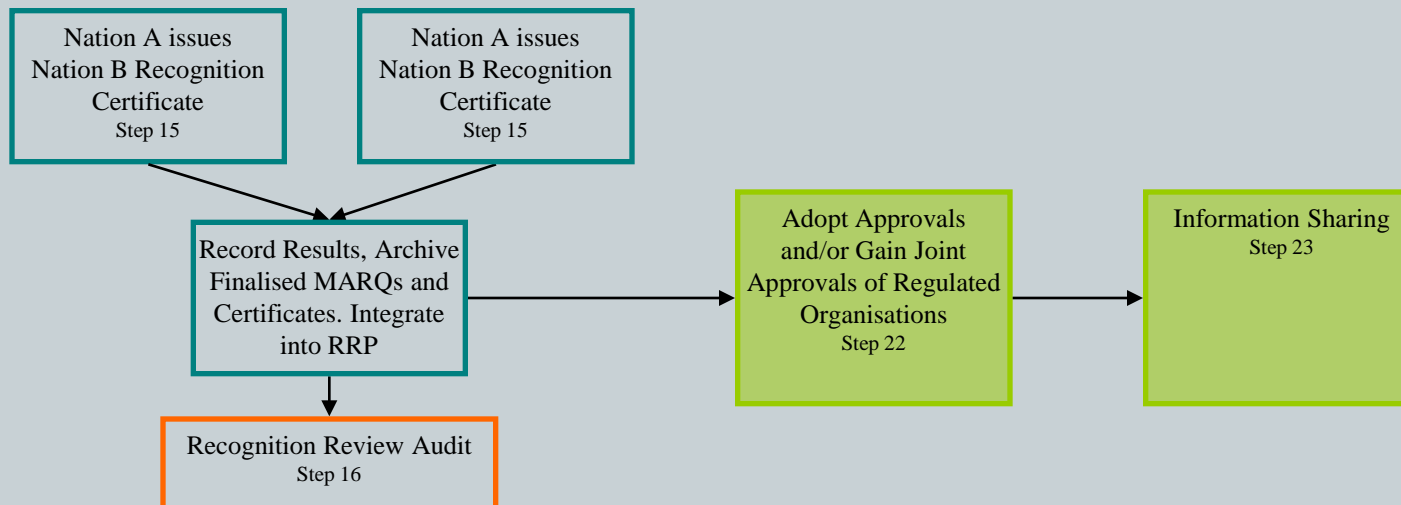 Nation A issues
Nation B Recognition
Certificate
Step 15
Nation A issues
Nation B Recognition
Certificate
Step 15
Record Results, Archive
Finalised MARQs and
Certificates. Integrate
into RRP
Adopt Approvals
and/or Gain Joint
Approvals of Regulated
Organisations
Step 22
Information Sharing
Step 23
Recognition Review Audit
Step 16